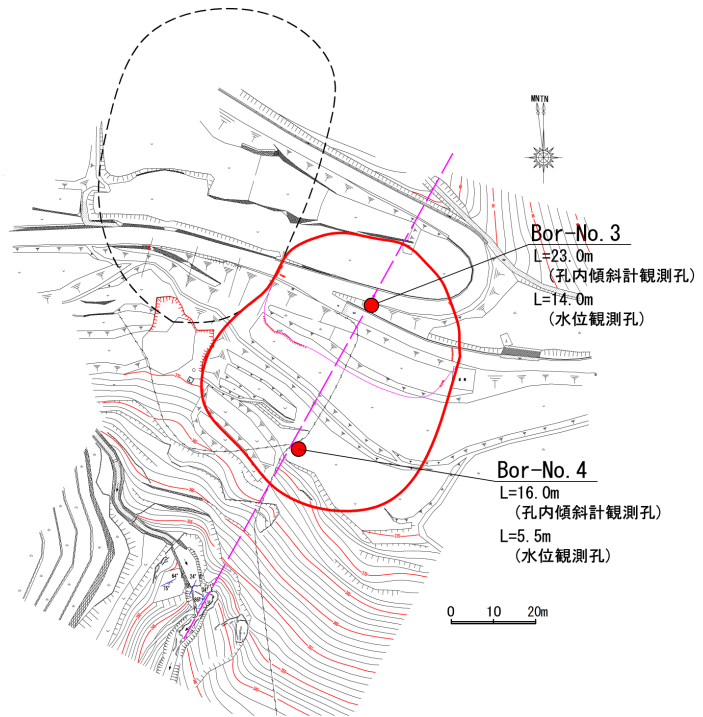 MN TN
Bor-No.3
L=23.0m
(孔内傾斜計観測孔)
L=14.0m
(水位観測孔)
Bor-No.4
L=16.0m
(孔内傾斜計観測孔)
L=5.5m
(水位観測孔)
0 10 20m